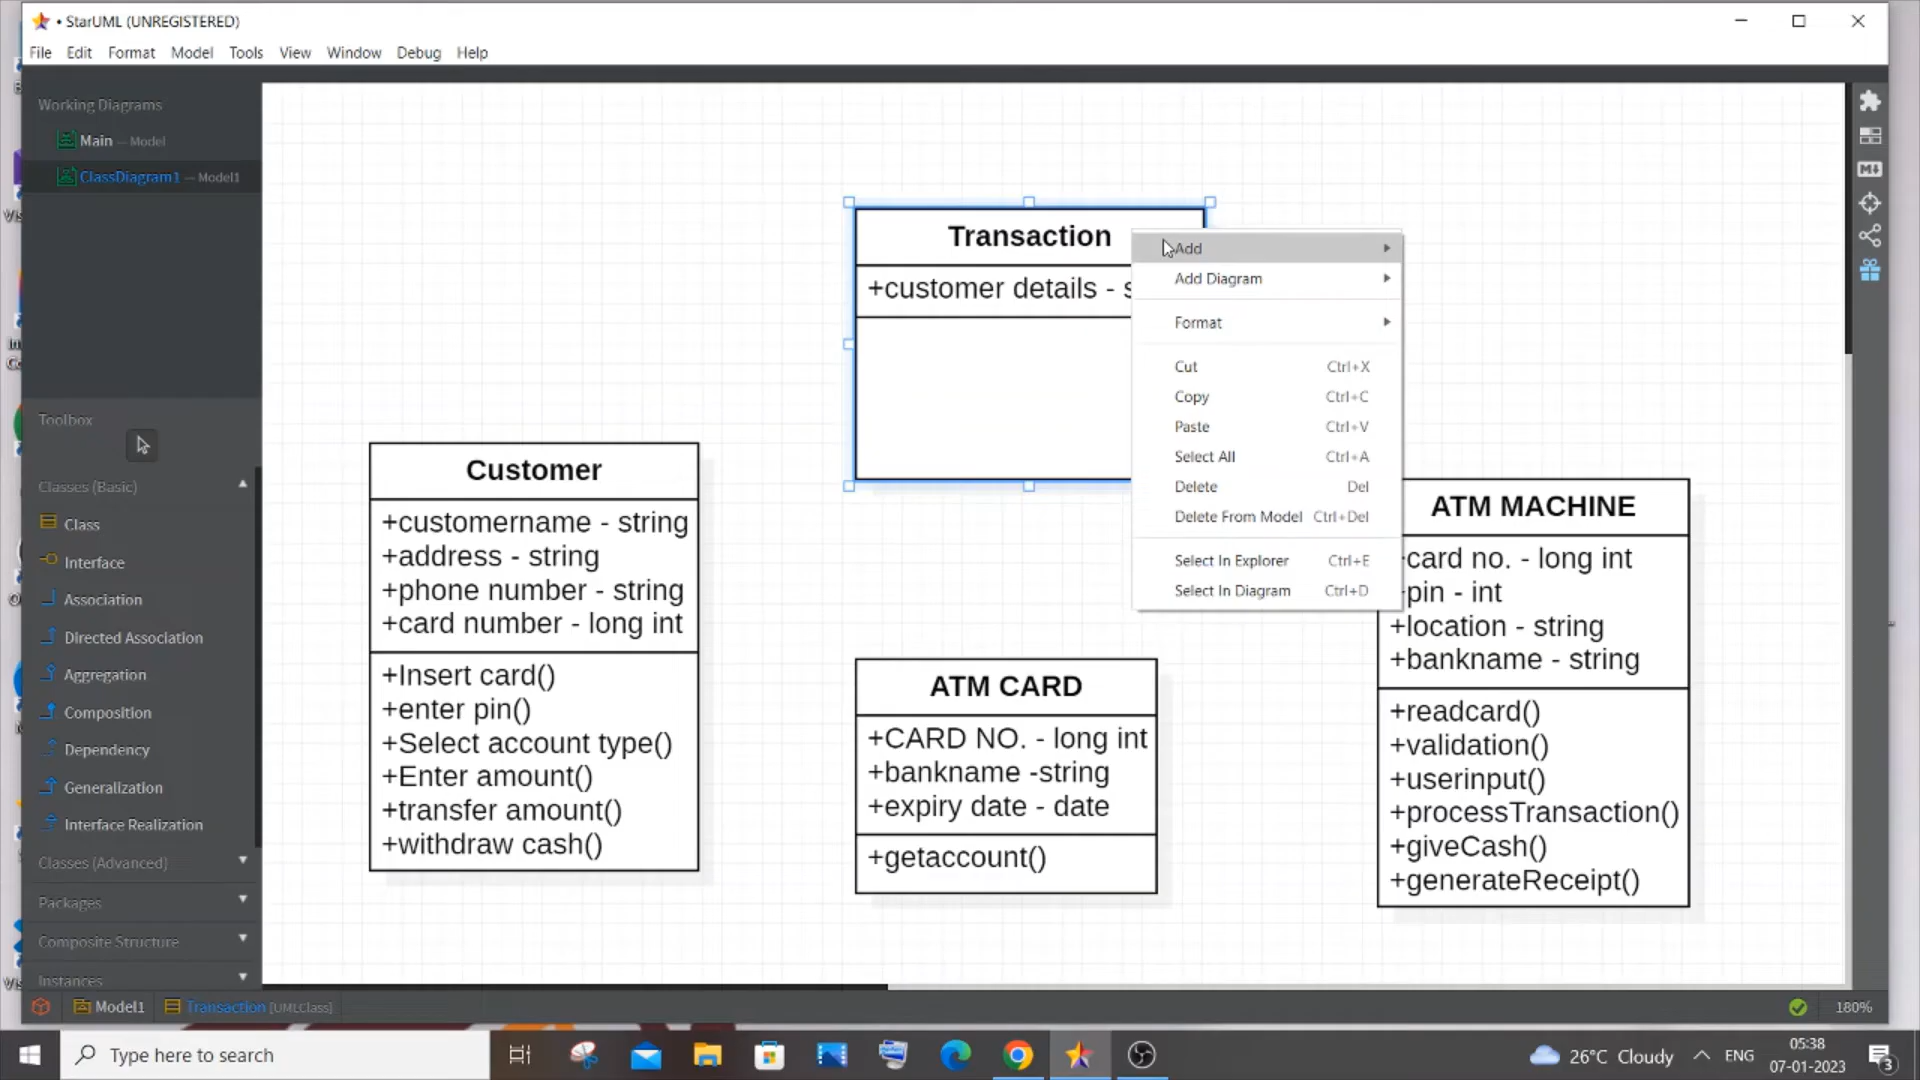 • StarUML (UNREGISTERED)
File Edit Format Model Tools View Window Debug Help
Working Diagrams
Main — Model
ClassDiagram1 — Model1
Toolbox
Classes (Basic)
Class
Interface
Association
Directed Association
Aggregation
Composition
Dependency
Generalization
Interface Realization
Classes (Advanced)
Packages
Composite Structure
Instances
Transaction
+customer details - s
Add
Add Diagram
Format
Cut Ctrl+X
Copy Ctrl+C
Paste Ctrl+V
Select All Ctrl+A
Delete Del
Delete From Model Ctrl+Del
Select In Explorer Ctrl+E
Select In Diagram Ctrl+D
Customer
+customername - string
+address - string
+phone number - string
+card number - long int
+Insert card()
+enter pin()
+Select account type()
+Enter amount()
+transfer amount()
+withdraw cash()
ATM CARD
+CARD NO. - long int
+bankname -string
+expiry date - date
+getaccount()
ATM MACHINE
card no. - long int
pin - int
+location - string
+bankname - string
+readcard()
+validation()
+userinput()
+processTransaction()
+giveCash()
+generateReceipt()
M↓
Model1 Transaction [UMLClass]
180%
Type here to search
26°C Cloudy
ENG
05:38
07-01-2023
3